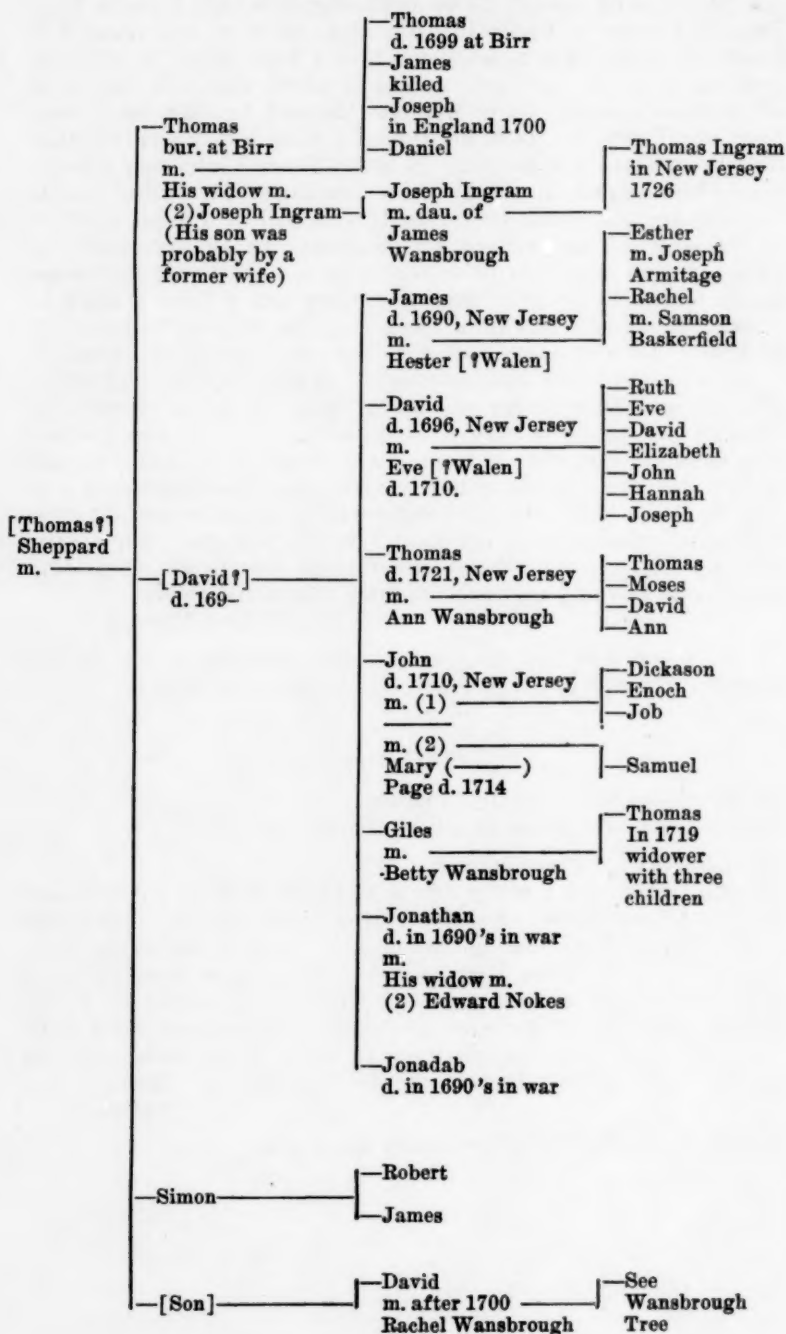 —Thomas
d. 1699 at Birr
—James
killed
—Joseph
in England 1700
—Daniel
—Thomas
bur. at Birr
m.
His widow m.
(2) Joseph Ingram
(His son was
probably by a
former wife)
—Joseph Ingram
m. dau. of
James
Wansbrough
—Thomas Ingram
in New Jersey
1726
—James
d. 1690, New Jersey
m.
Hester [?Walen]
—Esther
m. Joseph
Armitage
—Rachel
m. Samson
Baskerfield
—David
d. 1696, New Jersey
m.
Eve [?Walen]
d. 1710.
—Ruth
—Eve
—David
—Elizabeth
—John
—Hannah
—Joseph
[Thomas?]
Sheppard
m.
—[David?]
d. 169–
—Thomas
d. 1721, New Jersey
m.
Ann Wansbrough
—Thomas
—Moses
—David
—Ann
—John
d. 1710, New Jersey
m. (1)
m. (2)
Mary (———)
Page d. 1714
—Dickason
—Enoch
—Job
—Samuel
—Giles
m.
Betty Wansbrough
—Thomas
In 1719
widower
with three
children
—Jonathan
d. in 1690's in war
m.
His widow m.
(2) Edward Nokes
—Jonadab
d. in 1690's in war
—Simon
—Robert
—James
—[Son]
—David
m. after 1700
Rachel Wansbrough
—See
Wansbrough
Tree